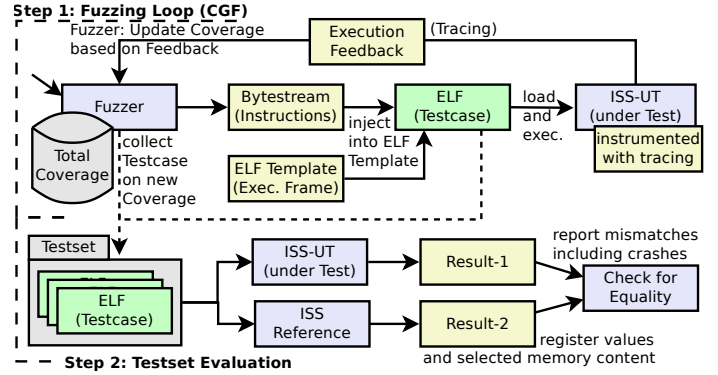 Step 1: Fuzzing Loop (CGF)
Fuzzer: Update Coverage
based on Feedback
Execution
Feedback
(Tracing)
Fuzzer
Bytestream
(Instructions)
ELF
(Testcase)
ISS-UT
(under Test)
load
and
exec.
inject
into ELF
Template
instrumented
with tracing
Total
Coverage
collect
Testcase
on new
Coverage
ELF Template
(Exec. Frame)
Testset
ELF
ELF
(Testcase)
ISS-UT
(under Test)
Result-1
report mismatches
including crashes
Check for
Equality
ISS
Reference
Result-2
register values
and selected memory content
Step 2: Testset Evaluation